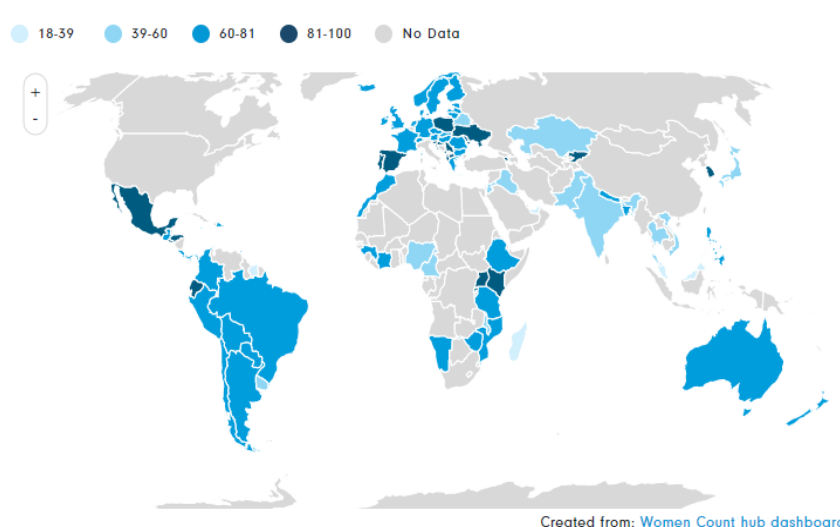 18-39 39-60 60-81 81-100 No Data
+
-
Created from: Women Count hub dashboard